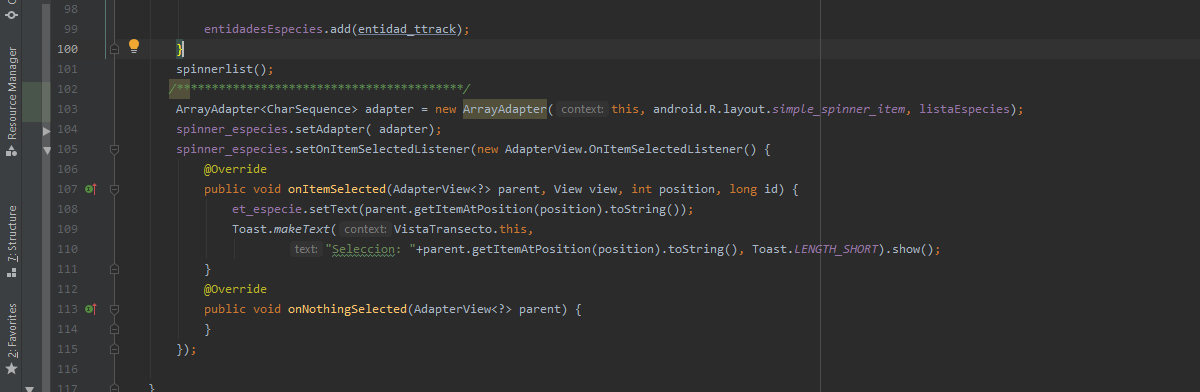 98
99 entidadesEspecies.add(entidad_ttrack);
100 }
101 spinnerlist();
102 /****************************************/
103 ArrayAdapter<CharSequence> adapter = new ArrayAdapter( context: this, android.R.layout.simple_spinner_item, listaEspecies);
104 spinner_especies.setAdapter( adapter);
105 spinner_especies.setOnItemSelectedListener(new AdapterView.OnItemSelectedListener() {
106 @Override
107 public void onItemSelected(AdapterView<?> parent, View view, int position, long id) {
108 et_especie.setText(parent.getItemAtPosition(position).toString());
109 Toast.makeText( context: VistaTransecto.this,
110 text: "Seleccion: "+parent.getItemAtPosition(position).toString(), Toast.LENGTH_SHORT).show();
111 }
112 @Override
113 public void onNothingSelected(AdapterView<?> parent) {
114 }
115 });
116
117 }
Resource Manager
7: Structure
2: Favorites